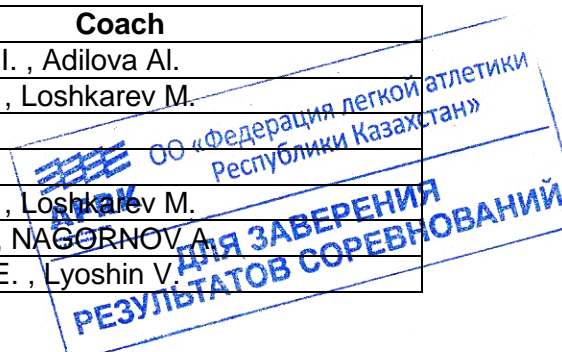 Coach
I. , Adilova Al.
, Loshkarev M.
, Loshkarev M.
, NAGORNOV A.
E. , Lyoshin V.
ОО «Федерация легкой атлетики
Республики Казахстан»
ДЛЯ ЗАВЕРЕНИЯ
РЕЗУЛЬТАТОВ СОРЕВНОВАНИЙ